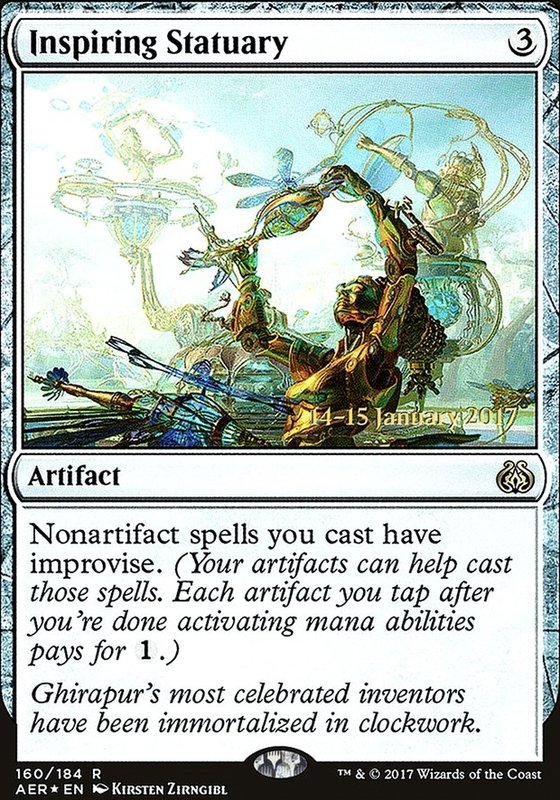 Inspiring Statuary 3
14-15 January 2017
Artifact
Nonartifact spells you cast have
improvise. (Your artifacts can help cast
those spells. Each artifact you tap after
you're done activating mana abilities
pays for 1.)
Ghirapur's most celebrated inventors
have been immortalized in clockwork.
160/184 R
™ & © 2017 Wizards of the Coast
AER★EN Kirsten Zirngibl